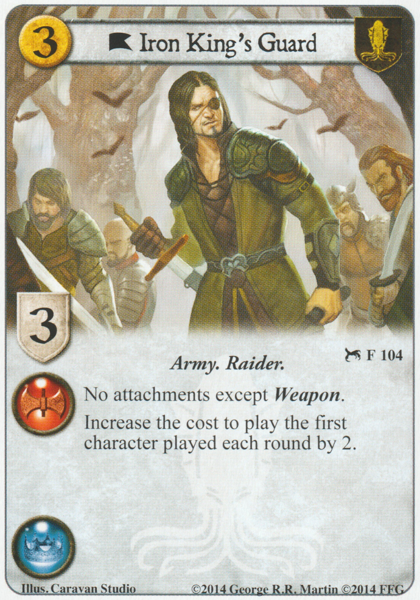 3
Iron King's Guard
3
F 104
Army. Raider.
No attachments except Weapon.
Increase the cost to play the first
character played each round by 2.
Illus. Caravan Studio
©2014 George R.R. Martin ©2014 FFG